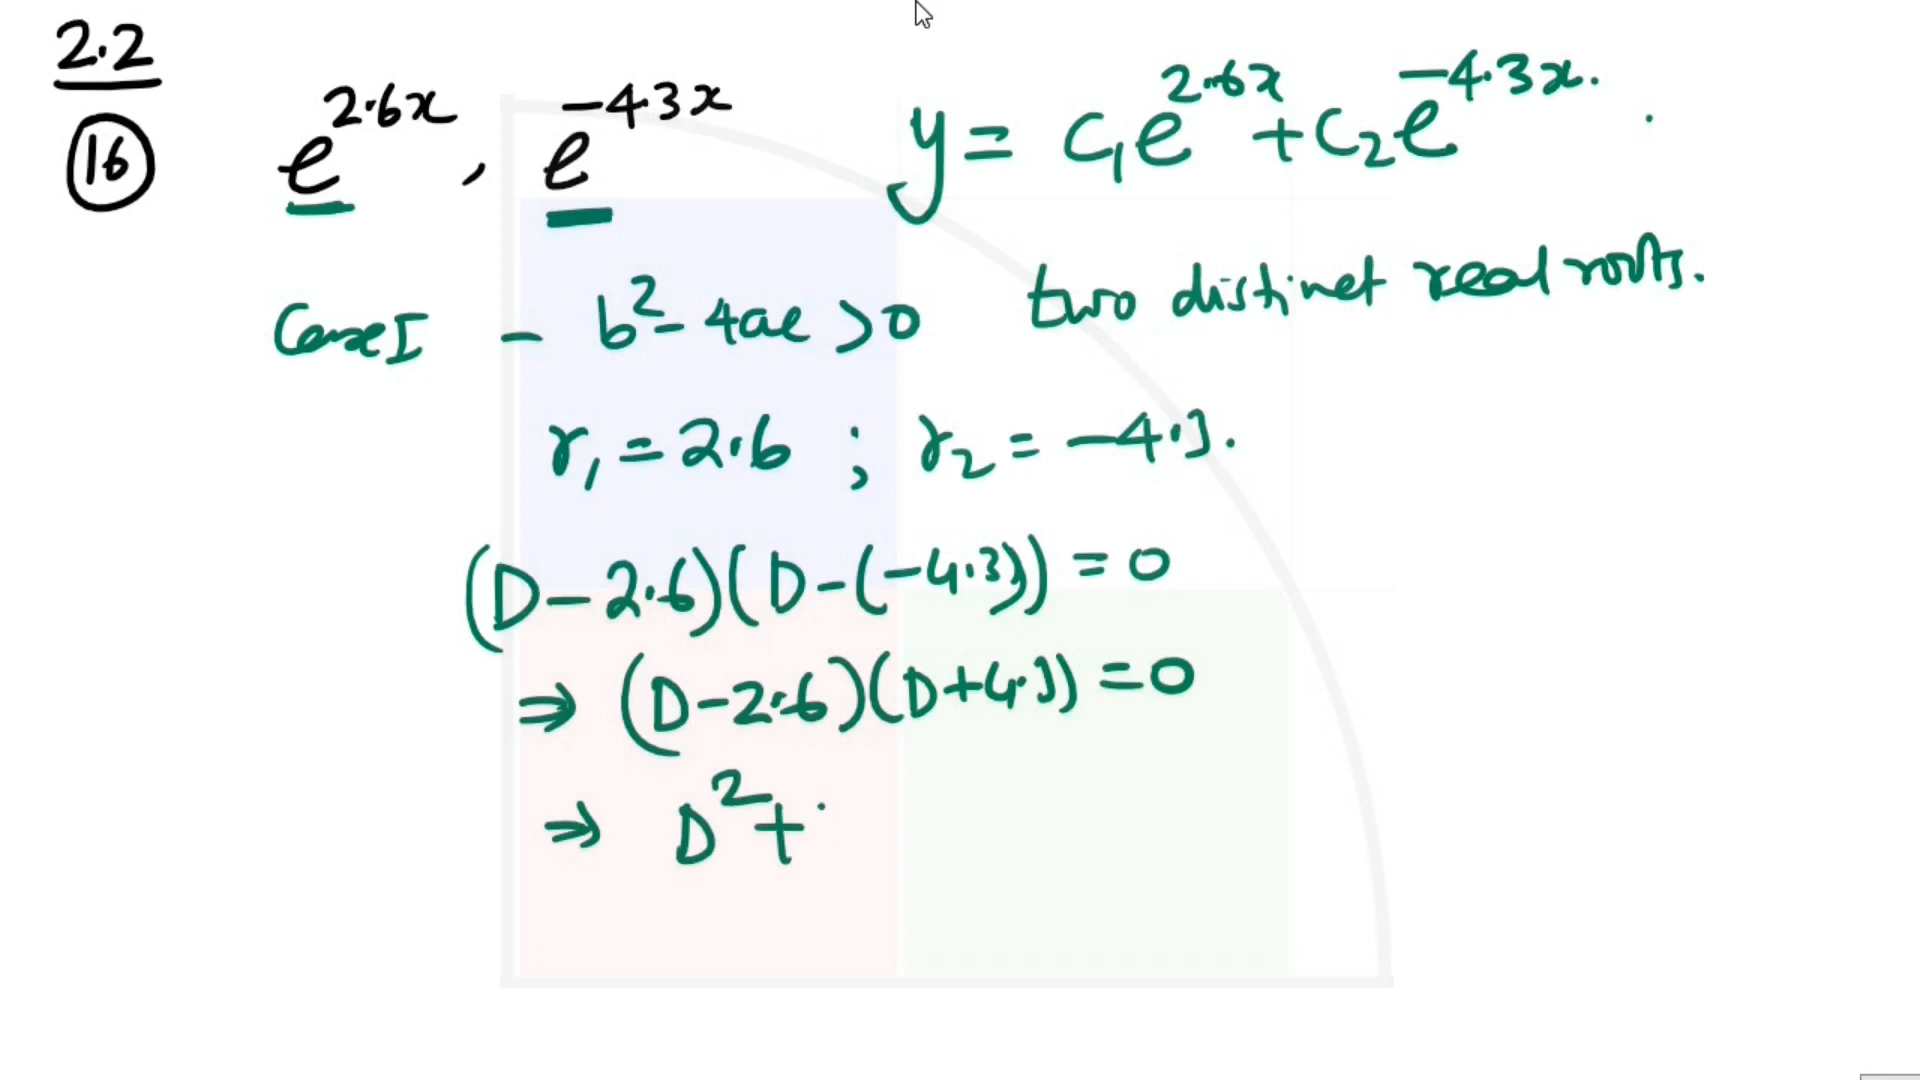 2.2
(16) e^{2.6x}, e^{-4.3x} y = c₁e^{2.6x} + c₂e^{-4.3x}.
Case I - b² - 4ac > 0 two distinct real roots.
r₁ = 2.6 ; r₂ = -4.3.
(D - 2.6)(D - (-4.3)) = 0
⇒ (D - 2.6)(D + 4.3) = 0
⇒ D² +